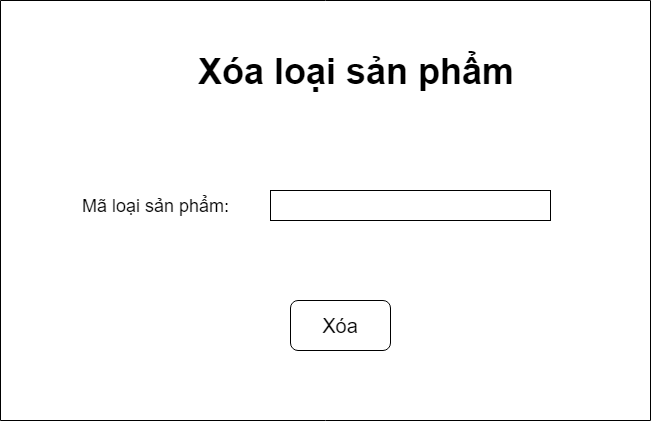 Xóa loại sản phẩm
Mã loại sản phẩm:
Xóa